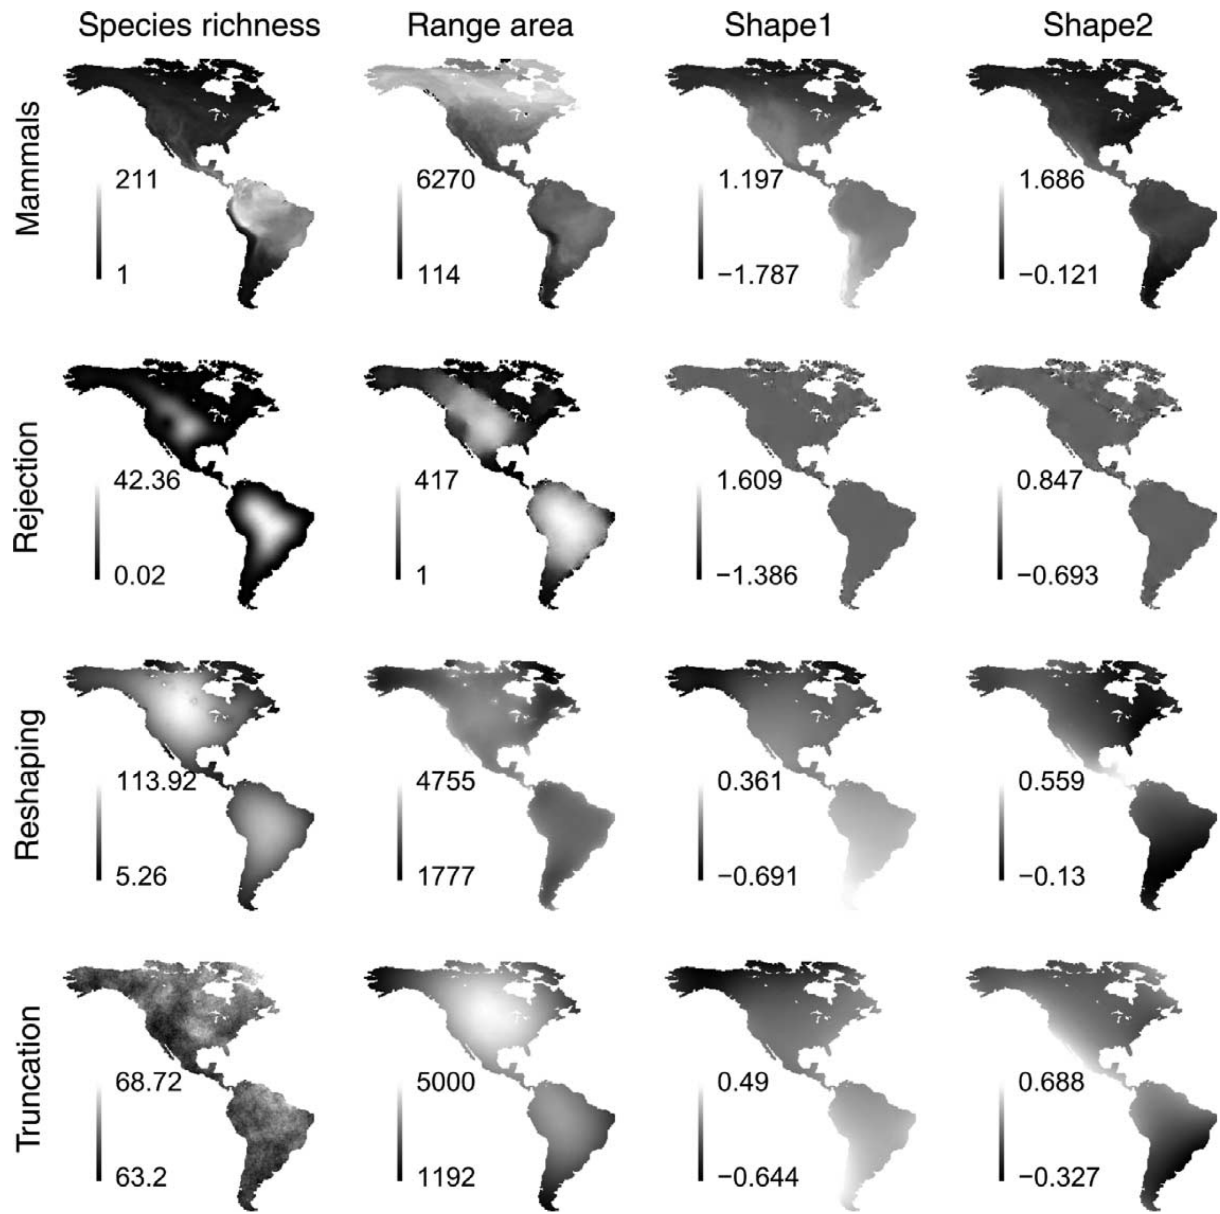 Species richness Range area Shape1 Shape2
Mammals
211 6270 1.197 1.686
1 114 −1.787 −0.121
Rejection
42.36 417 1.609 0.847
0.02 1 −1.386 −0.693
Reshaping
113.92 4755 0.361 0.559
5.26 1777 −0.691 −0.13
Truncation
68.72 5000 0.49 0.688
63.2 1192 −0.644 −0.327